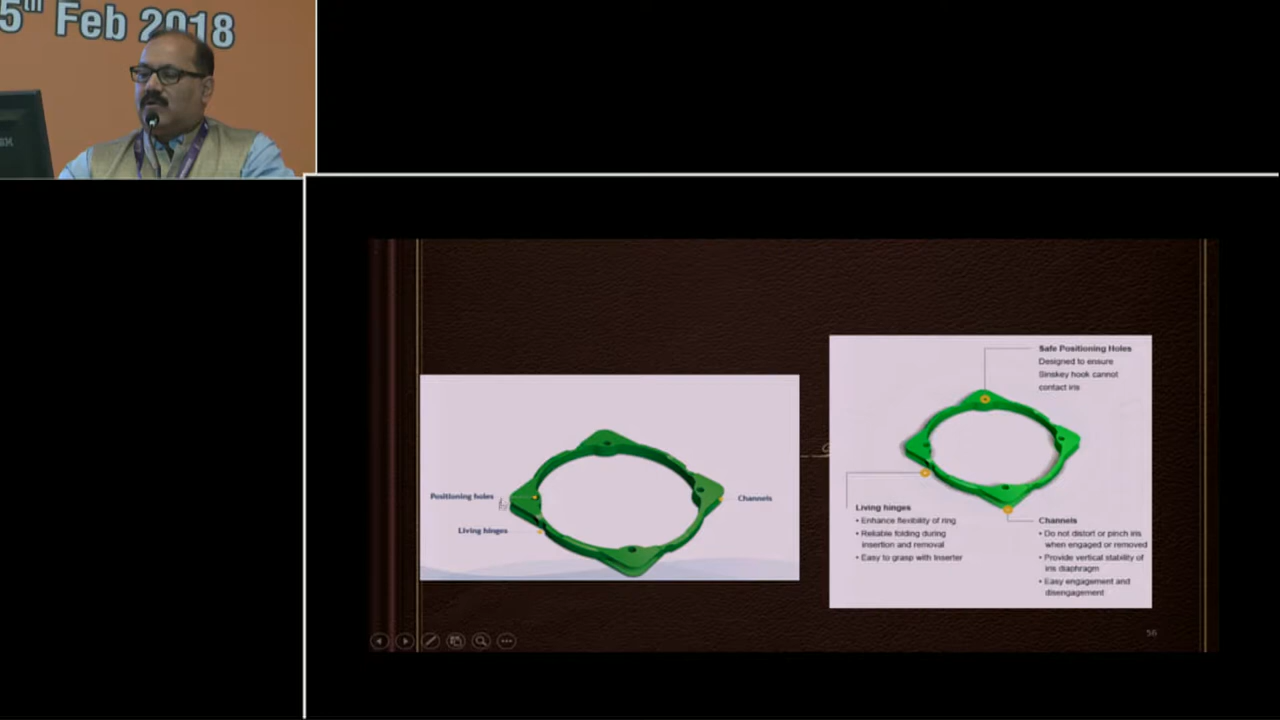 5th Feb 2018
Positioning holes
Living hinges
Channels
Safe Positioning Holes
Designed to ensure
Sinskey hook cannot
contact iris
Living hinges
• Enhance flexibility of ring
• Reliable folding during
insertion and removal
• Easy to grasp with Inserter
Channels
• Do not distort or pinch iris
when engaged or removed
• Provide vertical stability of
iris diaphragm
• Easy engagement and
disengagement
56